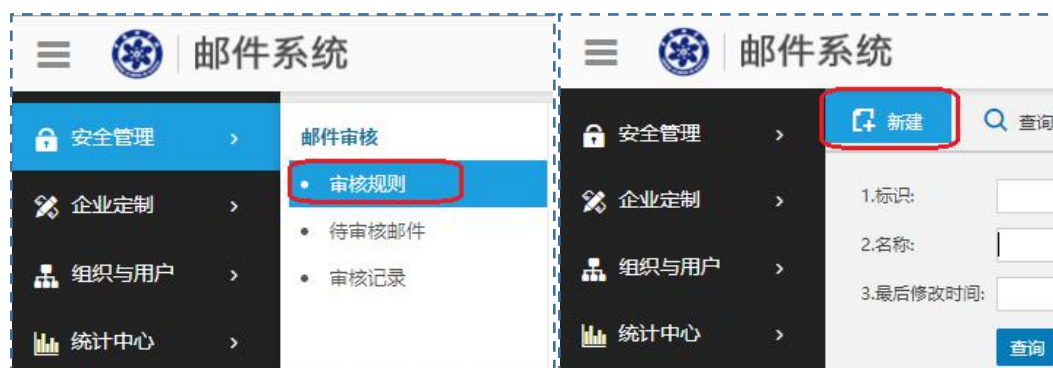 邮件系统
安全管理
企业定制
组织与用户
统计中心
邮件审核
审核规则
待审核邮件
审核记录
邮件系统
安全管理
企业定制
组织与用户
统计中心
新建
查询
1.标识:
2.名称:
3.最后修改时间:
查询